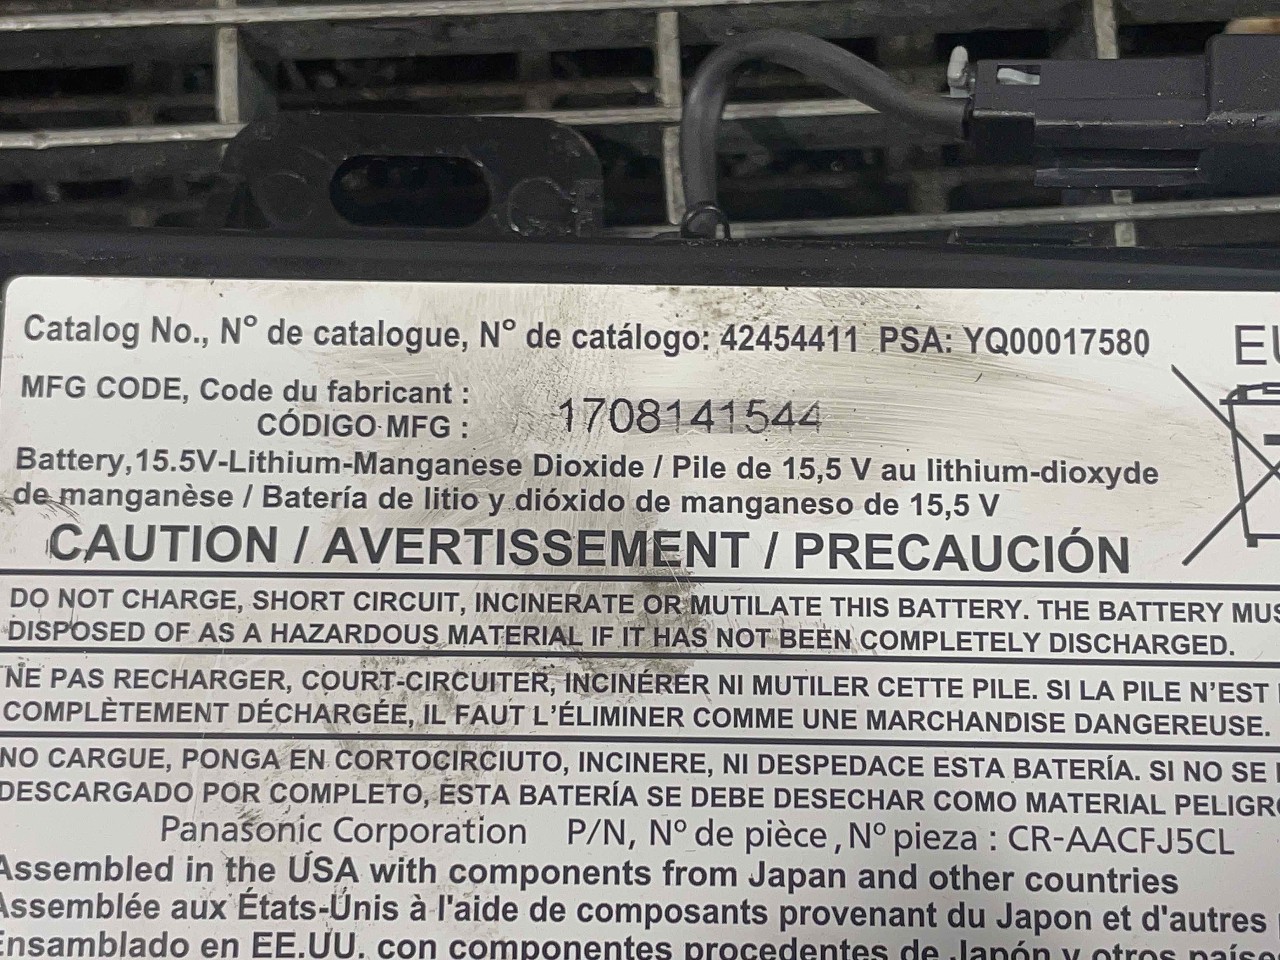 Catalog No., N° de catalogue, N° de catálogo: 42454411 PSA: YQ00017580
MFG CODE, Code du fabricant :
CÓDIGO MFG : 1708141544
Battery,15.5V-Lithium-Manganese Dioxide / Pile de 15,5 V au lithium-dioxyde
de manganèse / Batería de litio y dióxido de manganeso de 15,5 V
CAUTION / AVERTISSEMENT / PRECAUCIÓN
DO NOT CHARGE, SHORT CIRCUIT, INCINERATE OR MUTILATE THIS BATTERY. THE BATTERY MUS
DISPOSED OF AS A HAZARDOUS MATERIAL IF IT HAS NOT BEEN COMPLETELY DISCHARGED.
NE PAS RECHARGER, COURT-CIRCUITER, INCINÉRER NI MUTILER CETTE PILE. SI LA PILE N'EST
COMPLÈTEMENT DÉCHARGÉE, IL FAUT L'ÉLIMINER COMME UNE MARCHANDISE DANGEREUSE.
NO CARGUE, PONGA EN CORTOCIRCIUTO, INCINERE, NI DESPEDACE ESTA BATERÍA. SI NO SE
DESCARGADO POR COMPLETO, ESTA BATERÍA SE DEBE DESECHAR COMO MATERIAL PELIGRO
Panasonic Corporation P/N, N° de pièce, N° pieza : CR-AACFJ5CL
Assembled in the USA with components from Japan and other countries
Assemblée aux États-Unis à l'aide de composants provenant du Japon et d'autres
Ensamblado en EE.UU. con componentes procedentes de Japón y otros países
EU